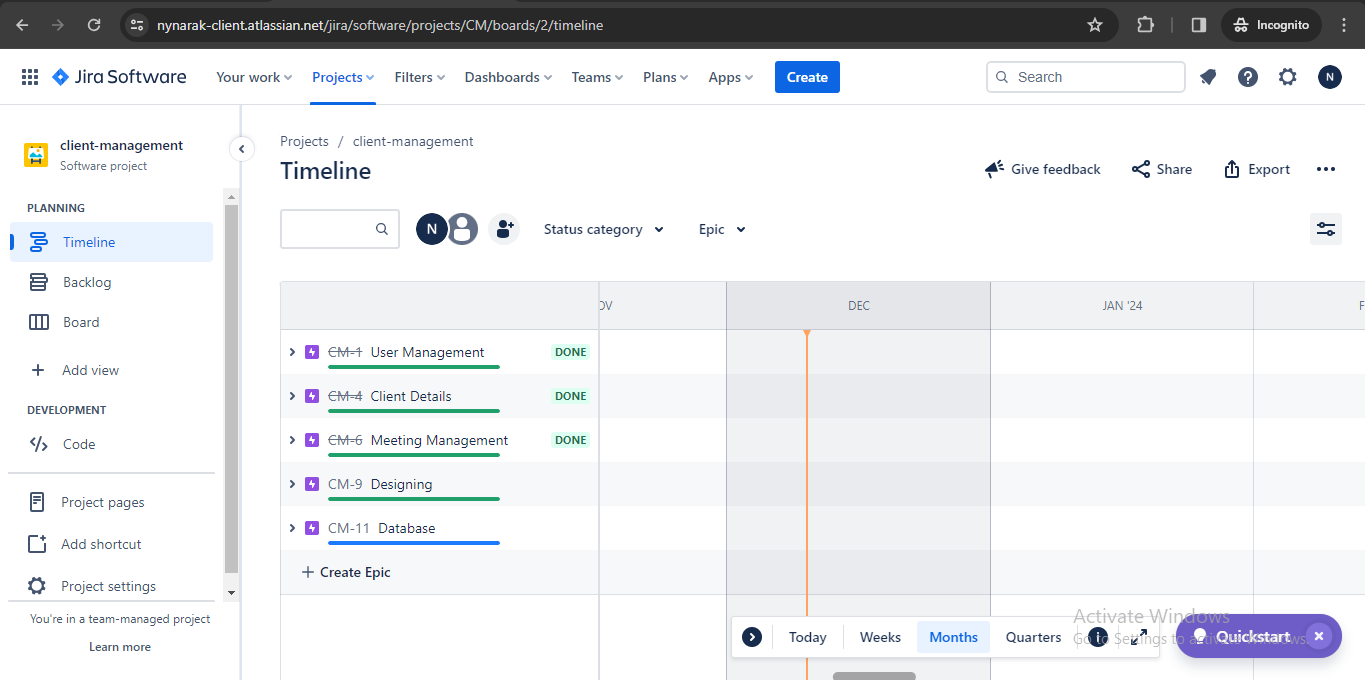 nynarak-client.atlassian.net/jira/software/projects/CM/boards/2/timeline
Incognito
Jira Software
Your work
Projects
Filters
Dashboards
Teams
Plans
Apps
Create
Search
N
client-management
Software project
PLANNING
Timeline
Backlog
Board
Add view
DEVELOPMENT
Code
Project pages
Add shortcut
Project settings
You're in a team-managed project
Learn more
Projects / client-management
Timeline
Give feedback
Share
Export
N
Status category
Epic
OV
DEC
JAN '24
F
CM-1 User Management DONE
CM-4 Client Details DONE
CM-6 Meeting Management DONE
CM-9 Designing
CM-11 Database
+ Create Epic
Today
Weeks
Months
Quarters
Quickstart
Activate Windows
Go to Settings to activate Windows.